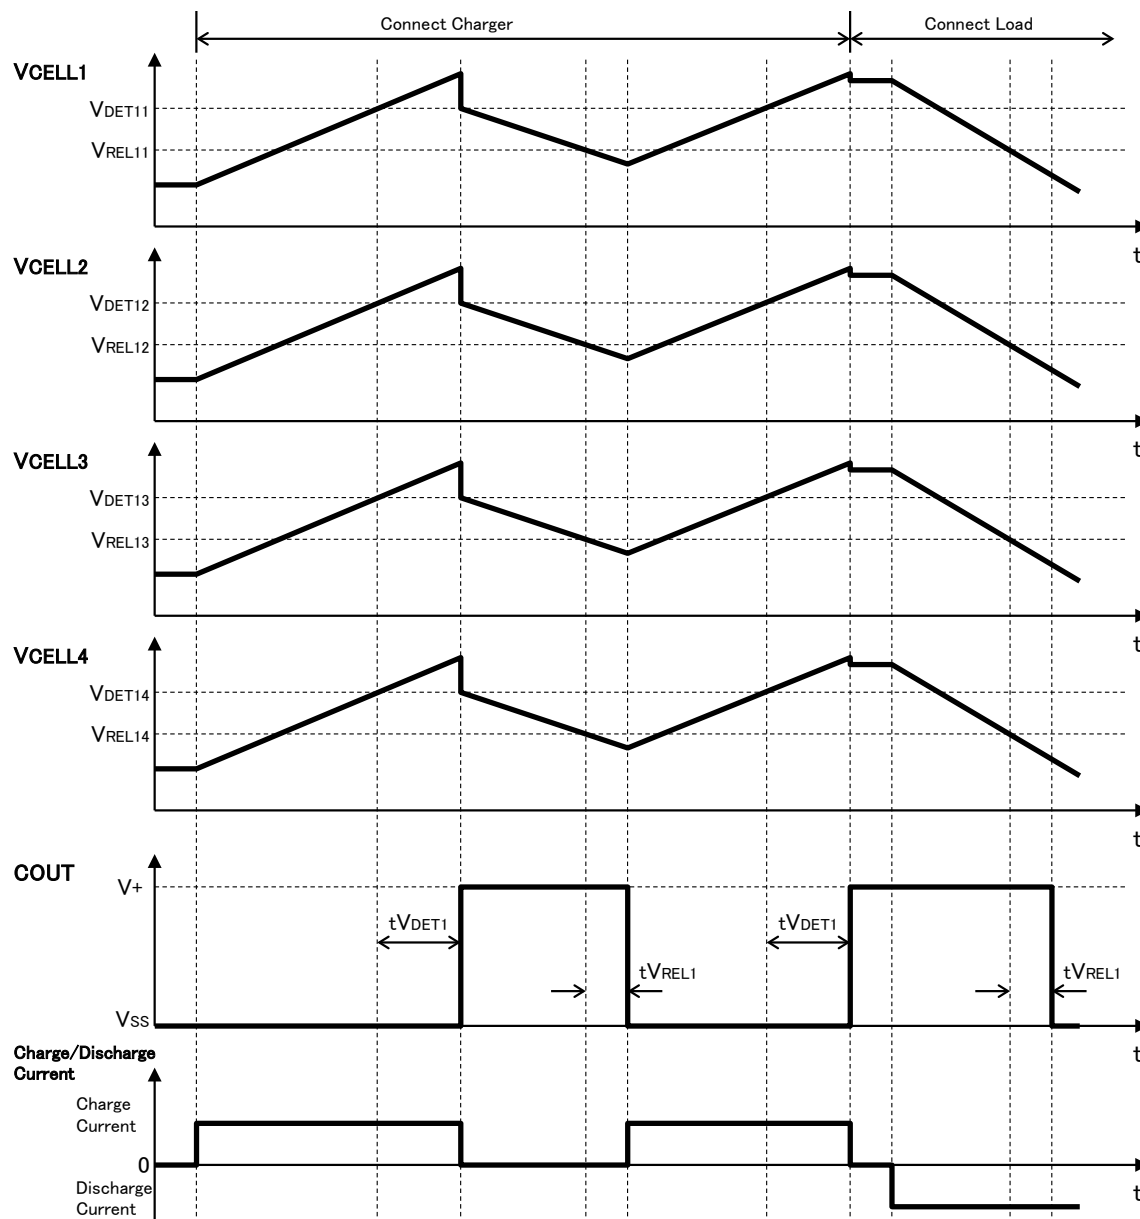 Connect Charger
Connect Load
VCELL1
VDET11
VREL11
t
VCELL2
VDET12
VREL12
t
VCELL3
VDET13
VREL13
t
VCELL4
VDET14
VREL14
t
COUT
V+
tVDET1
tVDET1
tVREL1
tVREL1
VSS
t
Charge/Discharge
Current
Charge
Current
0
Discharge
Current
t